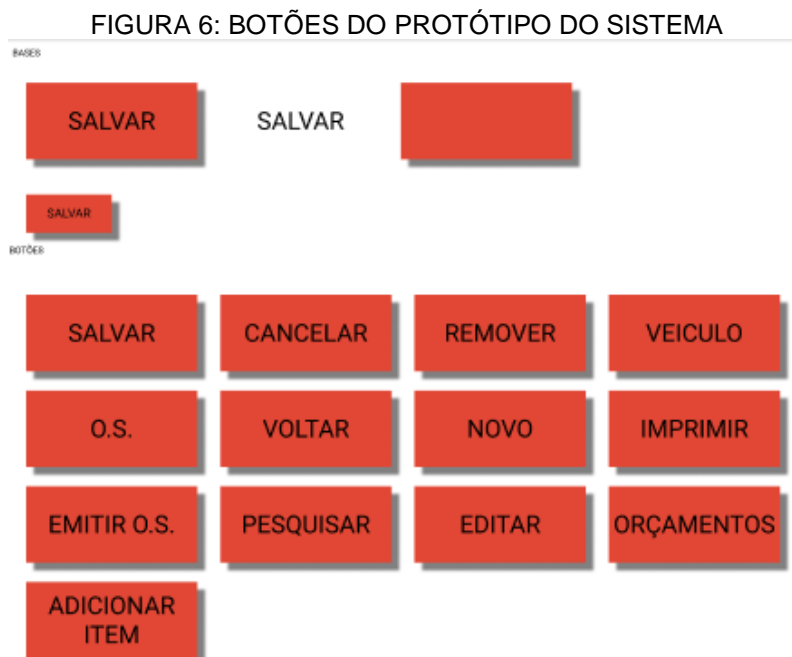 FIGURA 6: BOTÕES DO PROTÓTIPO DO SISTEMA
BASES
SALVAR SALVAR
SALVAR
BOTÕES
SALVAR CANCELAR REMOVER VEICULO
O.S. VOLTAR NOVO IMPRIMIR
EMITIR O.S. PESQUISAR EDITAR ORÇAMENTOS
ADICIONAR
ITEM